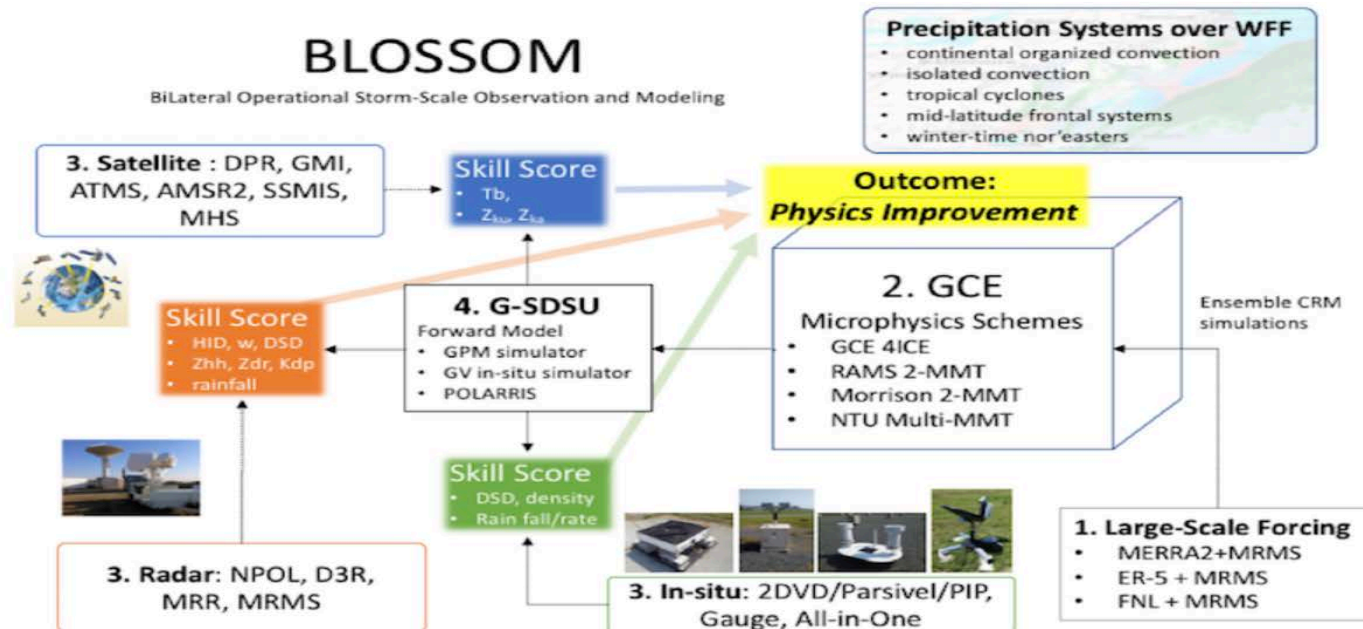 BLOSSOM
BiLateral Operational Storm-Scale Observation and Modeling
Precipitation Systems over WFF
• continental organized convection
• isolated convection
• tropical cyclones
• mid-latitude frontal systems
• winter-time nor'easters
3. Satellite : DPR, GMI,
ATMS, AMSR2, SSMIS,
MHS
Skill Score
• Tb,
• Zku, Zka
Outcome:
Physics Improvement
Skill Score
• HID, w, DSD
• Zhh, Zdr, Kdp
• rainfall
4. G-SDSU
Forward Model
• GPM simulator
• GV in-situ simulator
• POLARRIS
2. GCE
Microphysics Schemes
• GCE 4ICE
• RAMS 2-MMT
• Morrison 2-MMT
• NTU Multi-MMT
Ensemble CRM
simulations
Skill Score
• DSD, density
• Rain fall/rate
3. Radar: NPOL, D3R,
MRR, MRMS
3. In-situ: 2DVD/Parsivel/PIP,
Gauge, All-in-One
1. Large-Scale Forcing
• MERRA2+MRMS
• ER-5 + MRMS
• FNL + MRMS